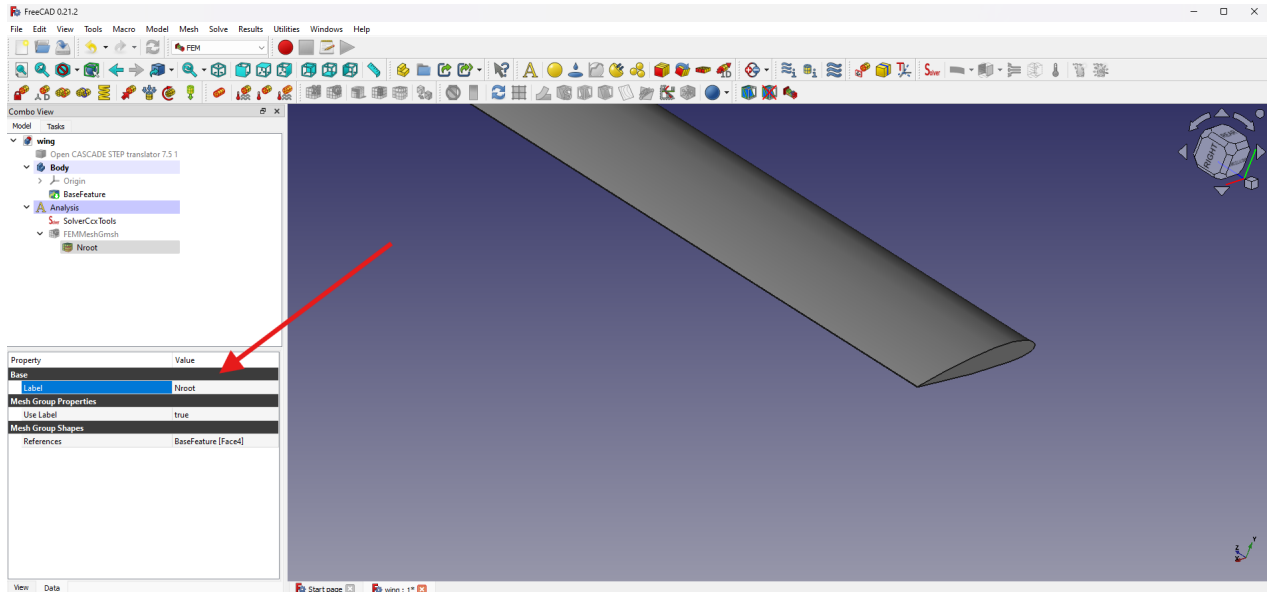 FreeCAD 0.21.2
File Edit View Tools Macro Model Mesh Solve Results Utilities Windows Help
FEM
Solver
Combo View
Model Tasks
wing
Open CASCADE STEP translator 7.5 1
Body
Origin
BaseFeature
Analysis
SolverCcxTools
FEMMeshGmsh
Nroot
Property Value
Base
Label Nroot
Mesh Group Properties
Use Label true
Mesh Group Shapes
References BaseFeature [Face4]
RIGHT
Z Y X
View Data
Start page wing : 1*